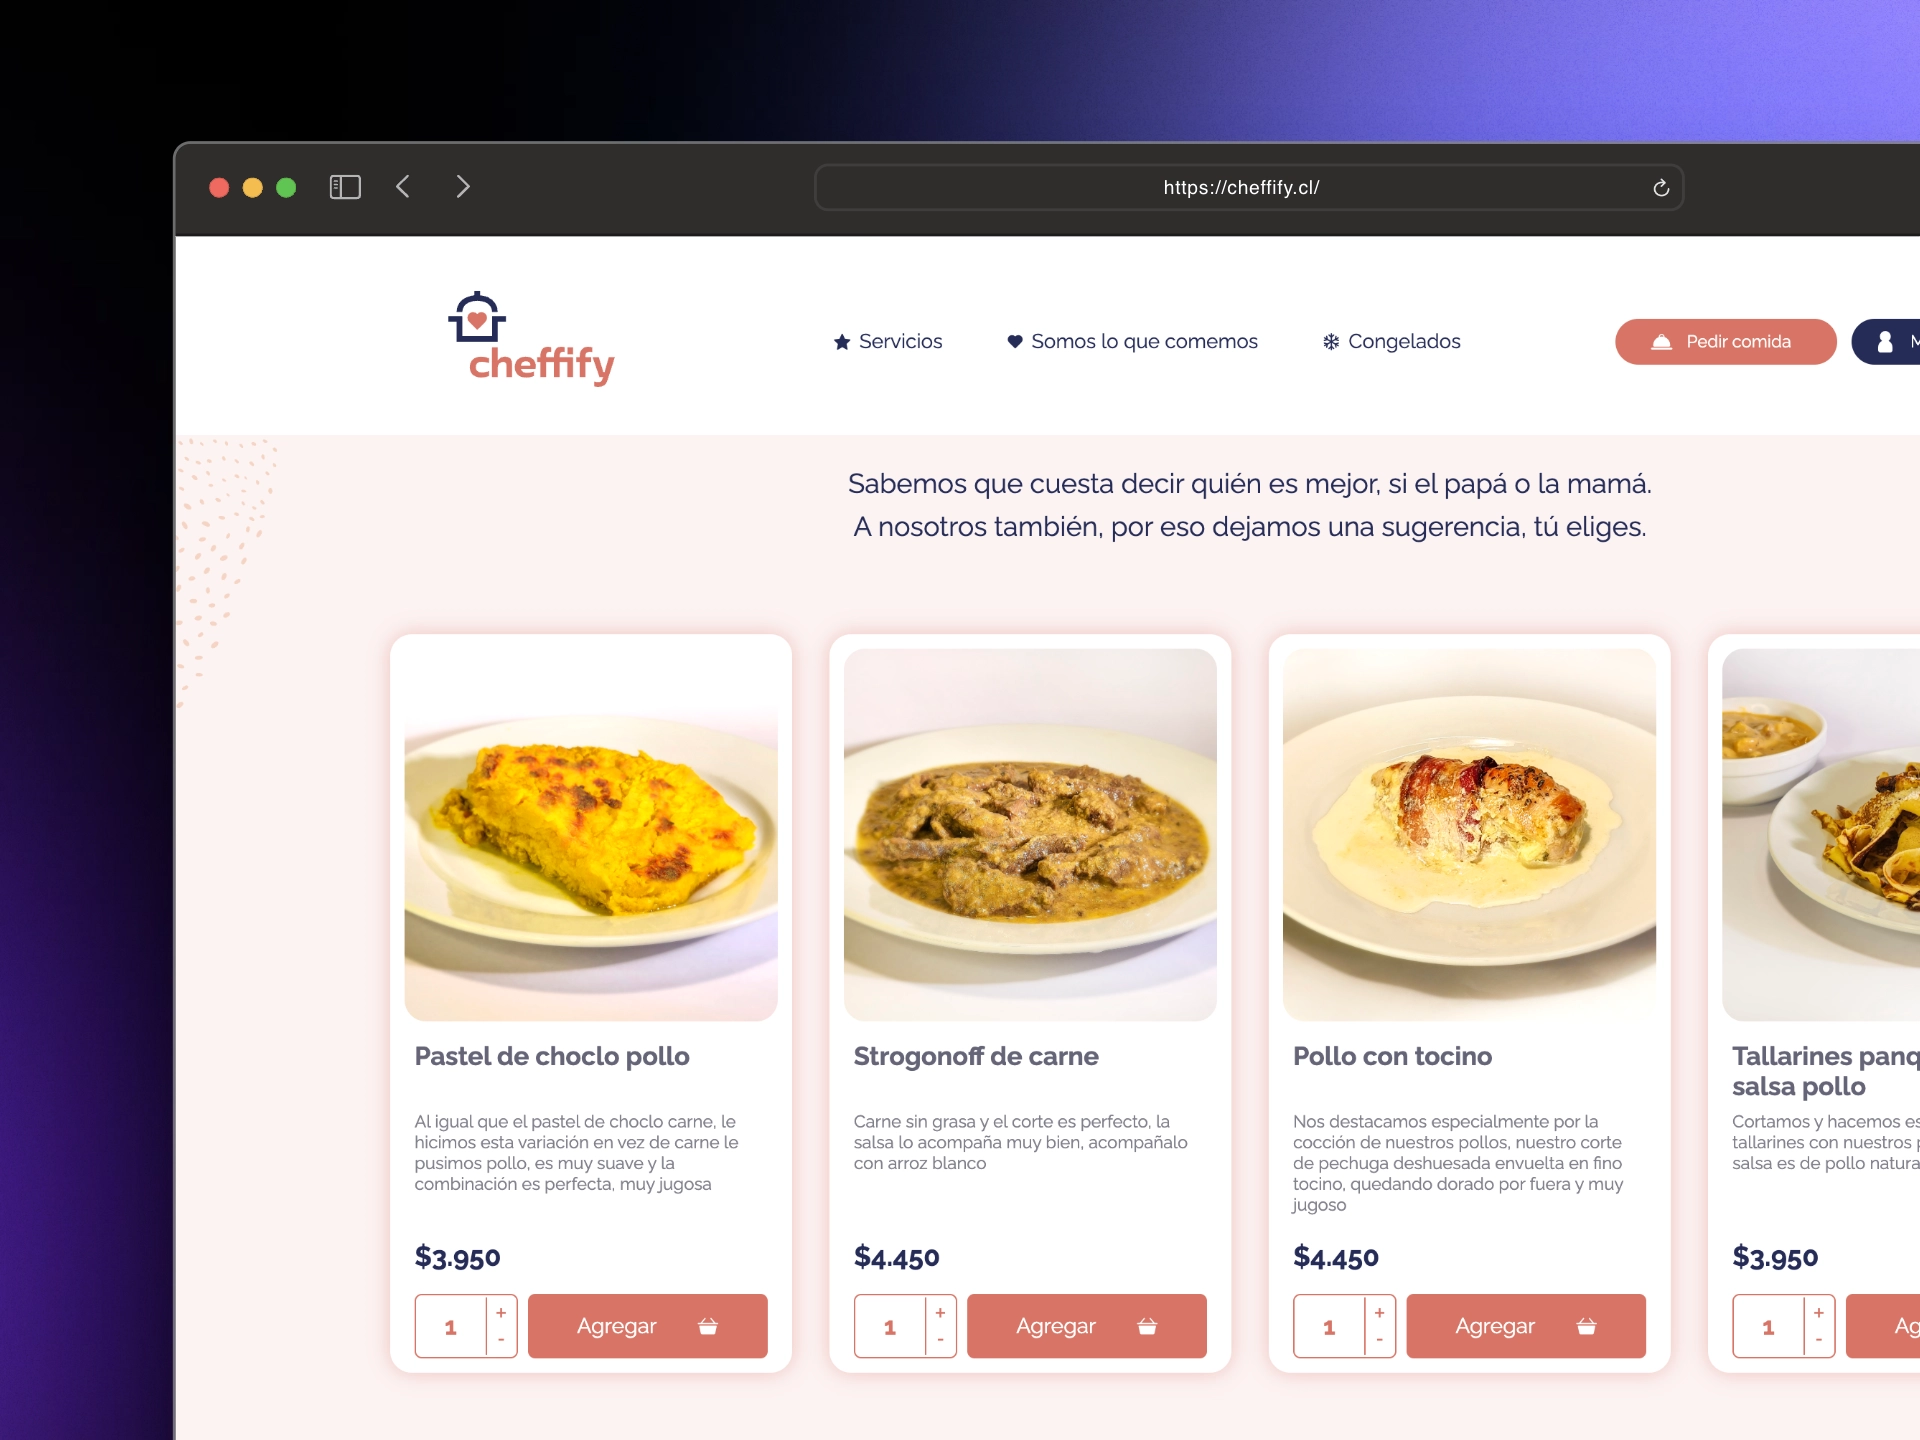 https://cheffify.cl/
cheffify
Servicios
Somos lo que comemos
Congelados
Pedir comida
M
Sabemos que cuesta decir quién es mejor, si el papá o la mamá.
A nosotros también, por eso dejamos una sugerencia, tú eliges.
Pastel de choclo pollo
Al igual que el pastel de choclo carne, le
hicimos esta variación en vez de carne le
pusimos pollo, es muy suave y la
combinación es perfecta, muy jugosa
$3.950
1
+
-
Agregar
Strogonoff de carne
Carne sin grasa y el corte es perfecto, la
salsa lo acompaña muy bien, acompañalo
con arroz blanco
$4.450
1
+
-
Agregar
Pollo con tocino
Nos destacamos especialmente por la
cocción de nuestros pollos, nuestro corte
de pechuga deshuesada envuelta en fino
tocino, quedando dorado por fuera y muy
jugoso
$4.450
1
+
-
Agregar
Tallarines panq
salsa pollo
Cortamos y hacemos es
tallarines con nuestros p
salsa es de pollo natura
$3.950
1
+
-
Ag